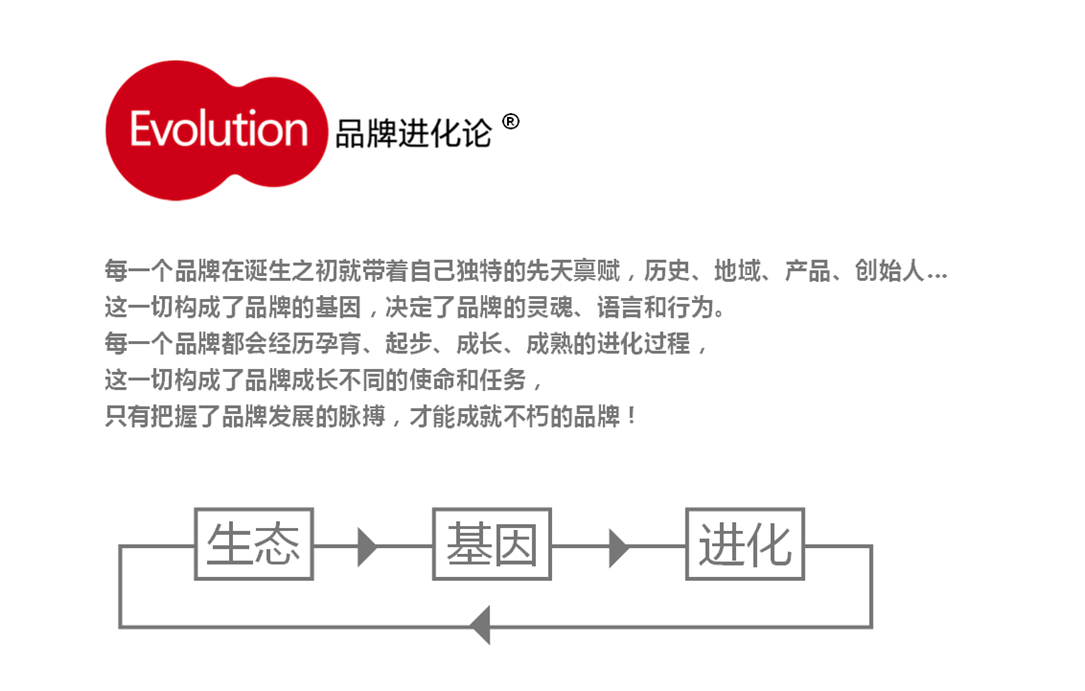 Evolution 品牌进化论®
每一个品牌在诞生之初就带着自己独特的先天禀赋，历史、地域、产品、创始人...
这一切构成了品牌的基因，决定了品牌的灵魂、语言和行为。
每一个品牌都会经历孕育、起步、成长、成熟的进化过程，
这一切构成了品牌成长不同的使命和任务，
只有把握了品牌发展的脉搏，才能成就不朽的品牌！
生态 基因 进化